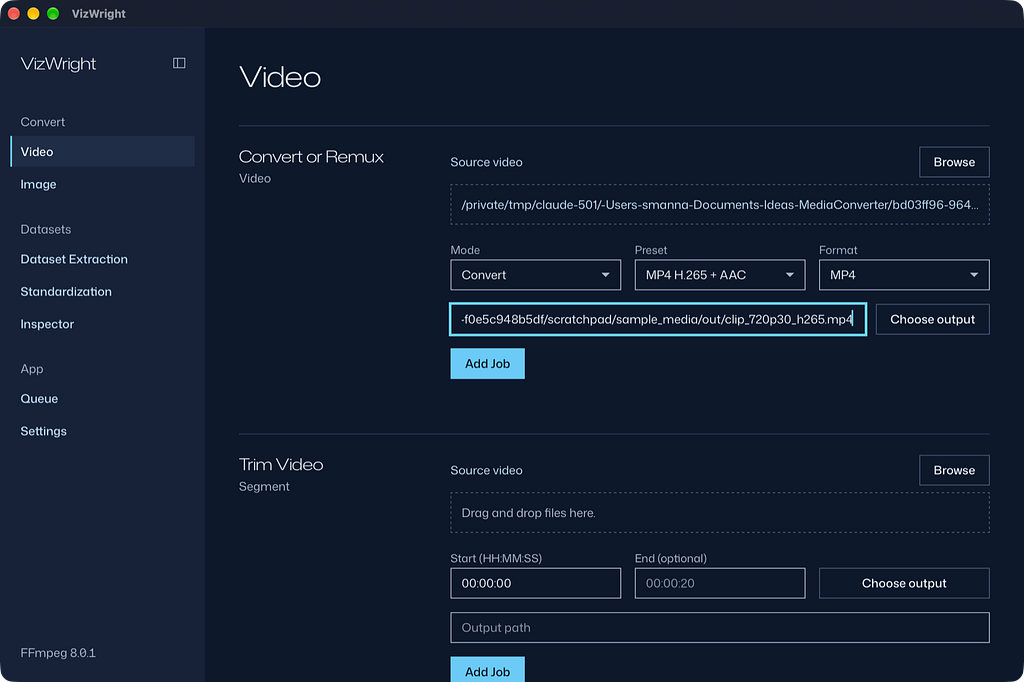 VizWright
VizWright
Convert
Video
Image
Datasets
Dataset Extraction
Standardization
Inspector
App
Queue
Settings
FFmpeg 8.0.1
Video
Convert or Remux
Video
Source video
Browse
/private/tmp/claude-501/-Users-smanna-Documents-Ideas-MediaConverter/bd03ff96-964...
Mode
Preset
Format
Convert
MP4 H.265 + AAC
MP4
-f0e5c948b5df/scratchpad/sample_media/out/clip_720p30_h265.mp4
Choose output
Add Job
Trim Video
Segment
Source video
Browse
Drag and drop files here.
Start (HH:MM:SS)
End (optional)
00:00:00
00:00:20
Choose output
Output path
Add Job